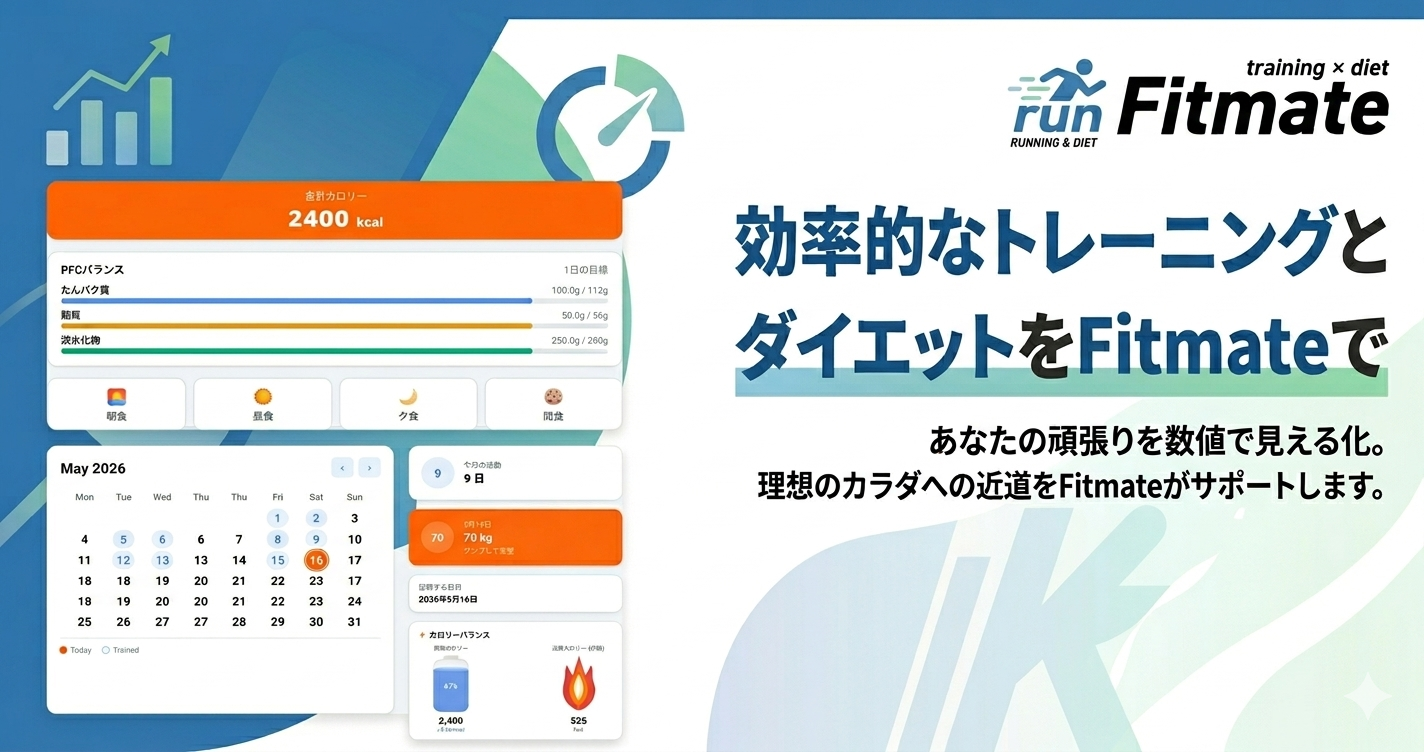 training × diet
run Fitmate
RUNNING & DIET
効率的なトレーニングと
ダイエットをFitmateで
あなたの頑張りを数値で見える化。
理想のカラダへの近道をFitmateがサポートします。
カロリー
2400 kcal
PFCバランス
1日の目標
たんパク質
100.0g / 112g
50.0g / 56g
250.0g / 260g
朝食
昼食
夕食
間食
May 2026
‹ ›
Mon Tue Wed Thu Thu Fri Sat Sun
1 2 3
4 5 6 6 7 8 9 10
11 12 13 13 14 15 16 17
18 18 19 20 21 22 23 17
18 19 20 20 21 22 23 24
25 26 27 27 28 29 30 31
Today Trained
9
9 日
70
70 kg
2036年5月16日
カロリーバランス
67%
2,400
525